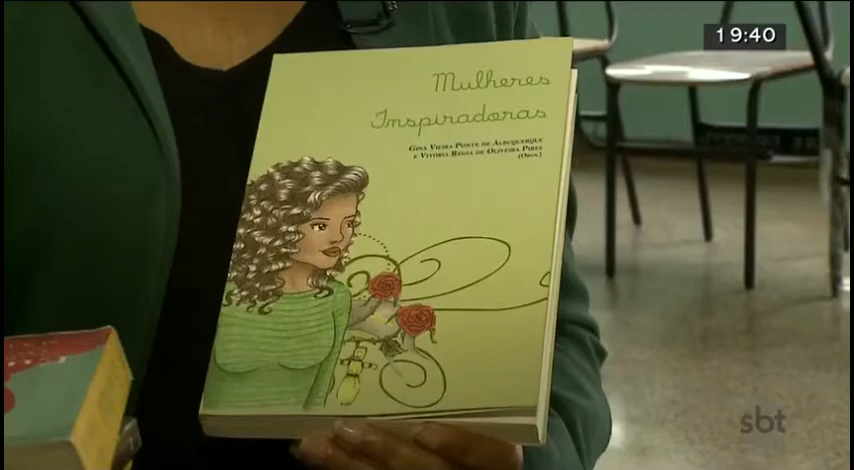 19:40
Mulheres
Inspiradoras
Gina Vieira Ponte de Albuquerque
e Vitória Régia de Oliveira Pires
(Orgs.)
sbt